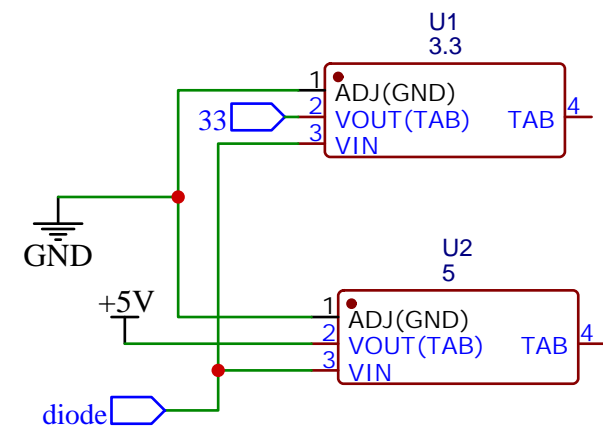 U1
3.3
1 ADJ(GND)
33 2 VOUT(TAB) TAB 4
3 VIN
GND
U2
5
+5V
1 ADJ(GND)
2 VOUT(TAB) TAB 4
3 VIN
diode